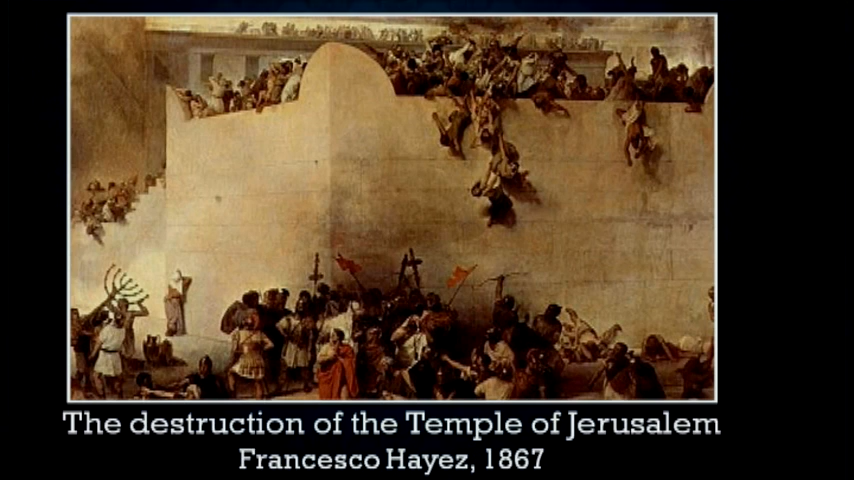 The destruction of the Temple of Jerusalem
Francesco Hayez, 1867